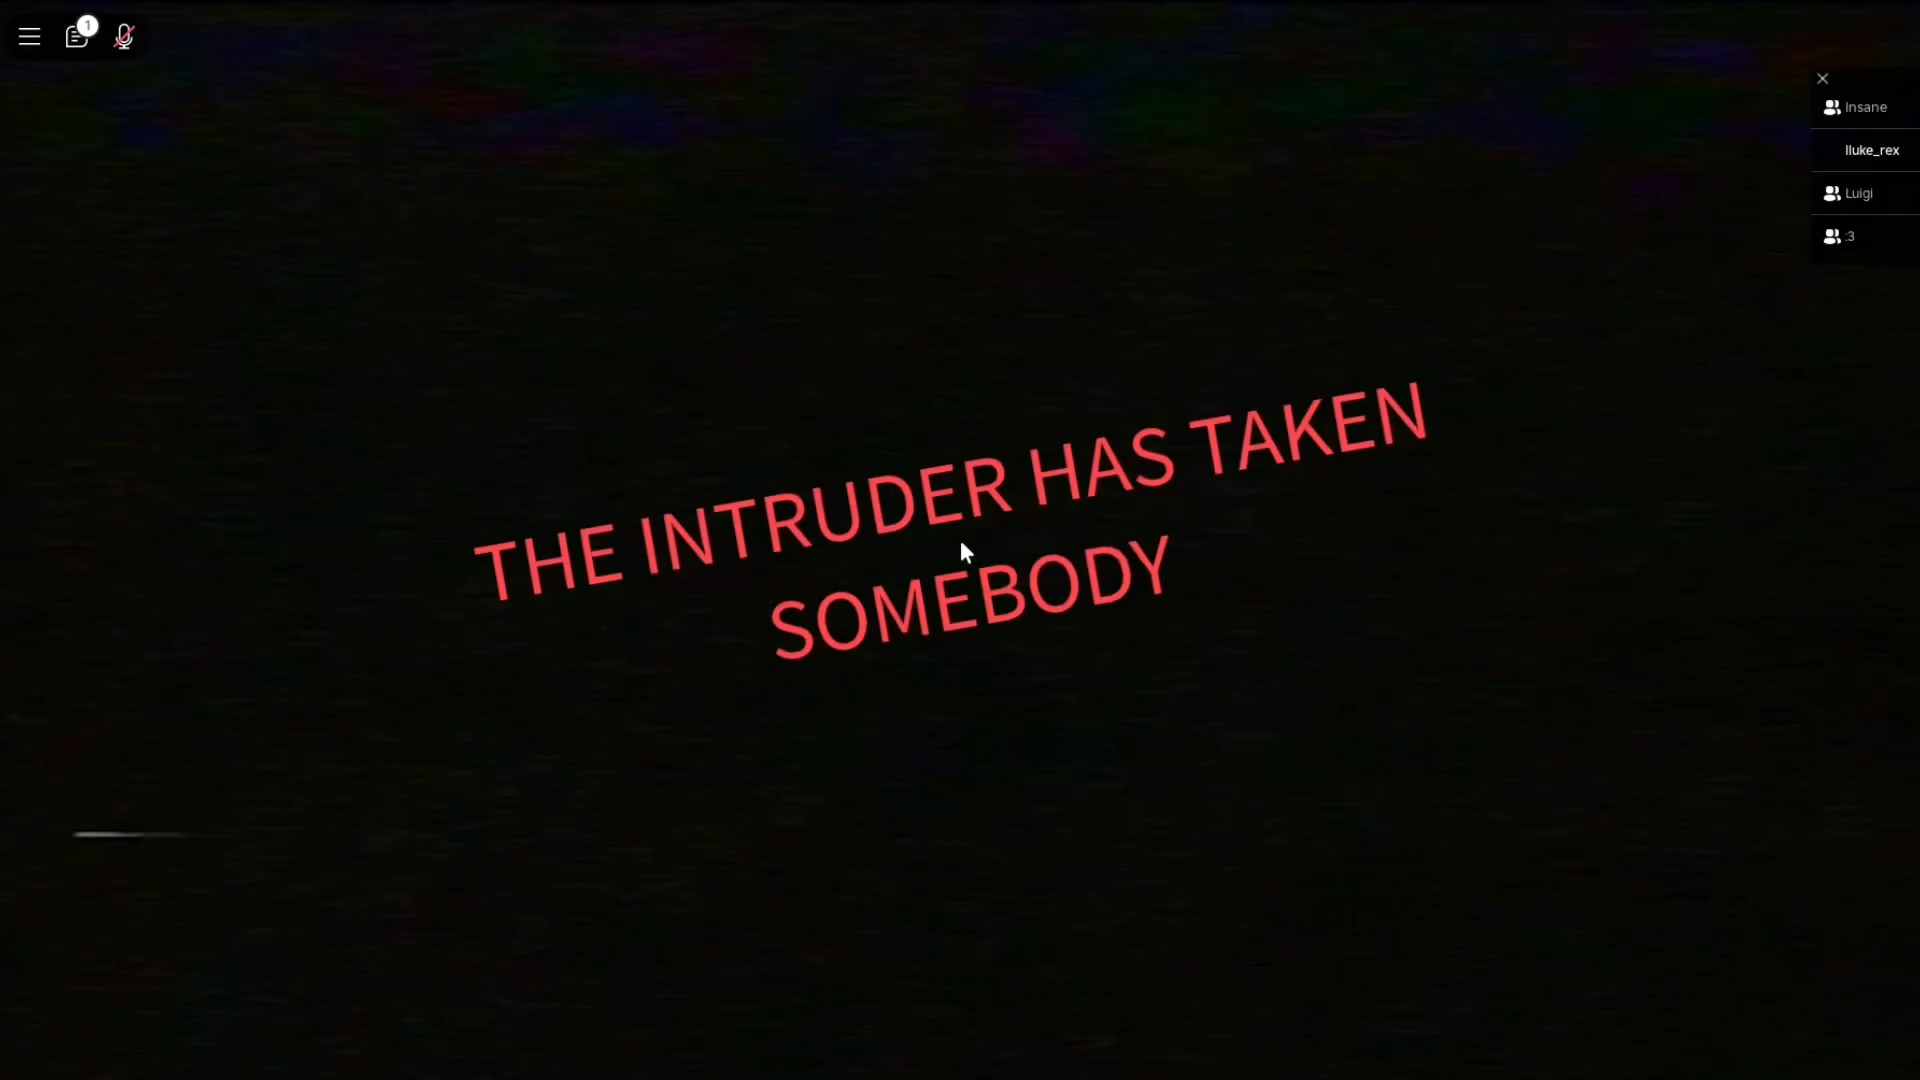 1
Insane
lluke_rex
Luigi
:3
THE INTRUDER HAS TAKEN
SOMEBODY